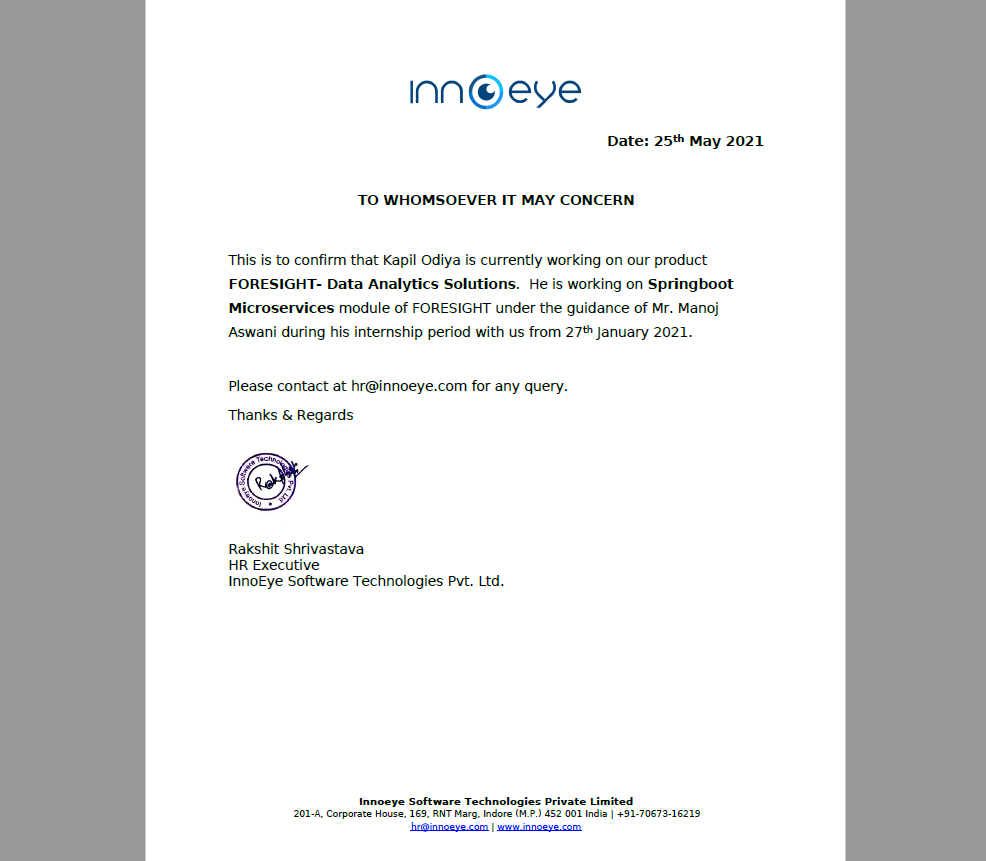 innoeye
Date: 25th May 2021
TO WHOMSOEVER IT MAY CONCERN
This is to confirm that Kapil Odiya is currently working on our product
FORESIGHT- Data Analytics Solutions. He is working on Springboot
Microservices module of FORESIGHT under the guidance of Mr. Manoj
Aswani during his internship period with us from 27th January 2021.
Please contact at hr@innoeye.com for any query.
Thanks & Regards
Innoeye Software Technologies Pvt. Ltd.
Rakshit
Rakshit Shrivastava
HR Executive
InnoEye Software Technologies Pvt. Ltd.
Innoeye Software Technologies Private Limited
201-A, Corporate House, 169, RNT Marg, Indore (M.P.) 452 001 India | +91-70673-16219
hr@innoeye.com | www.innoeye.com